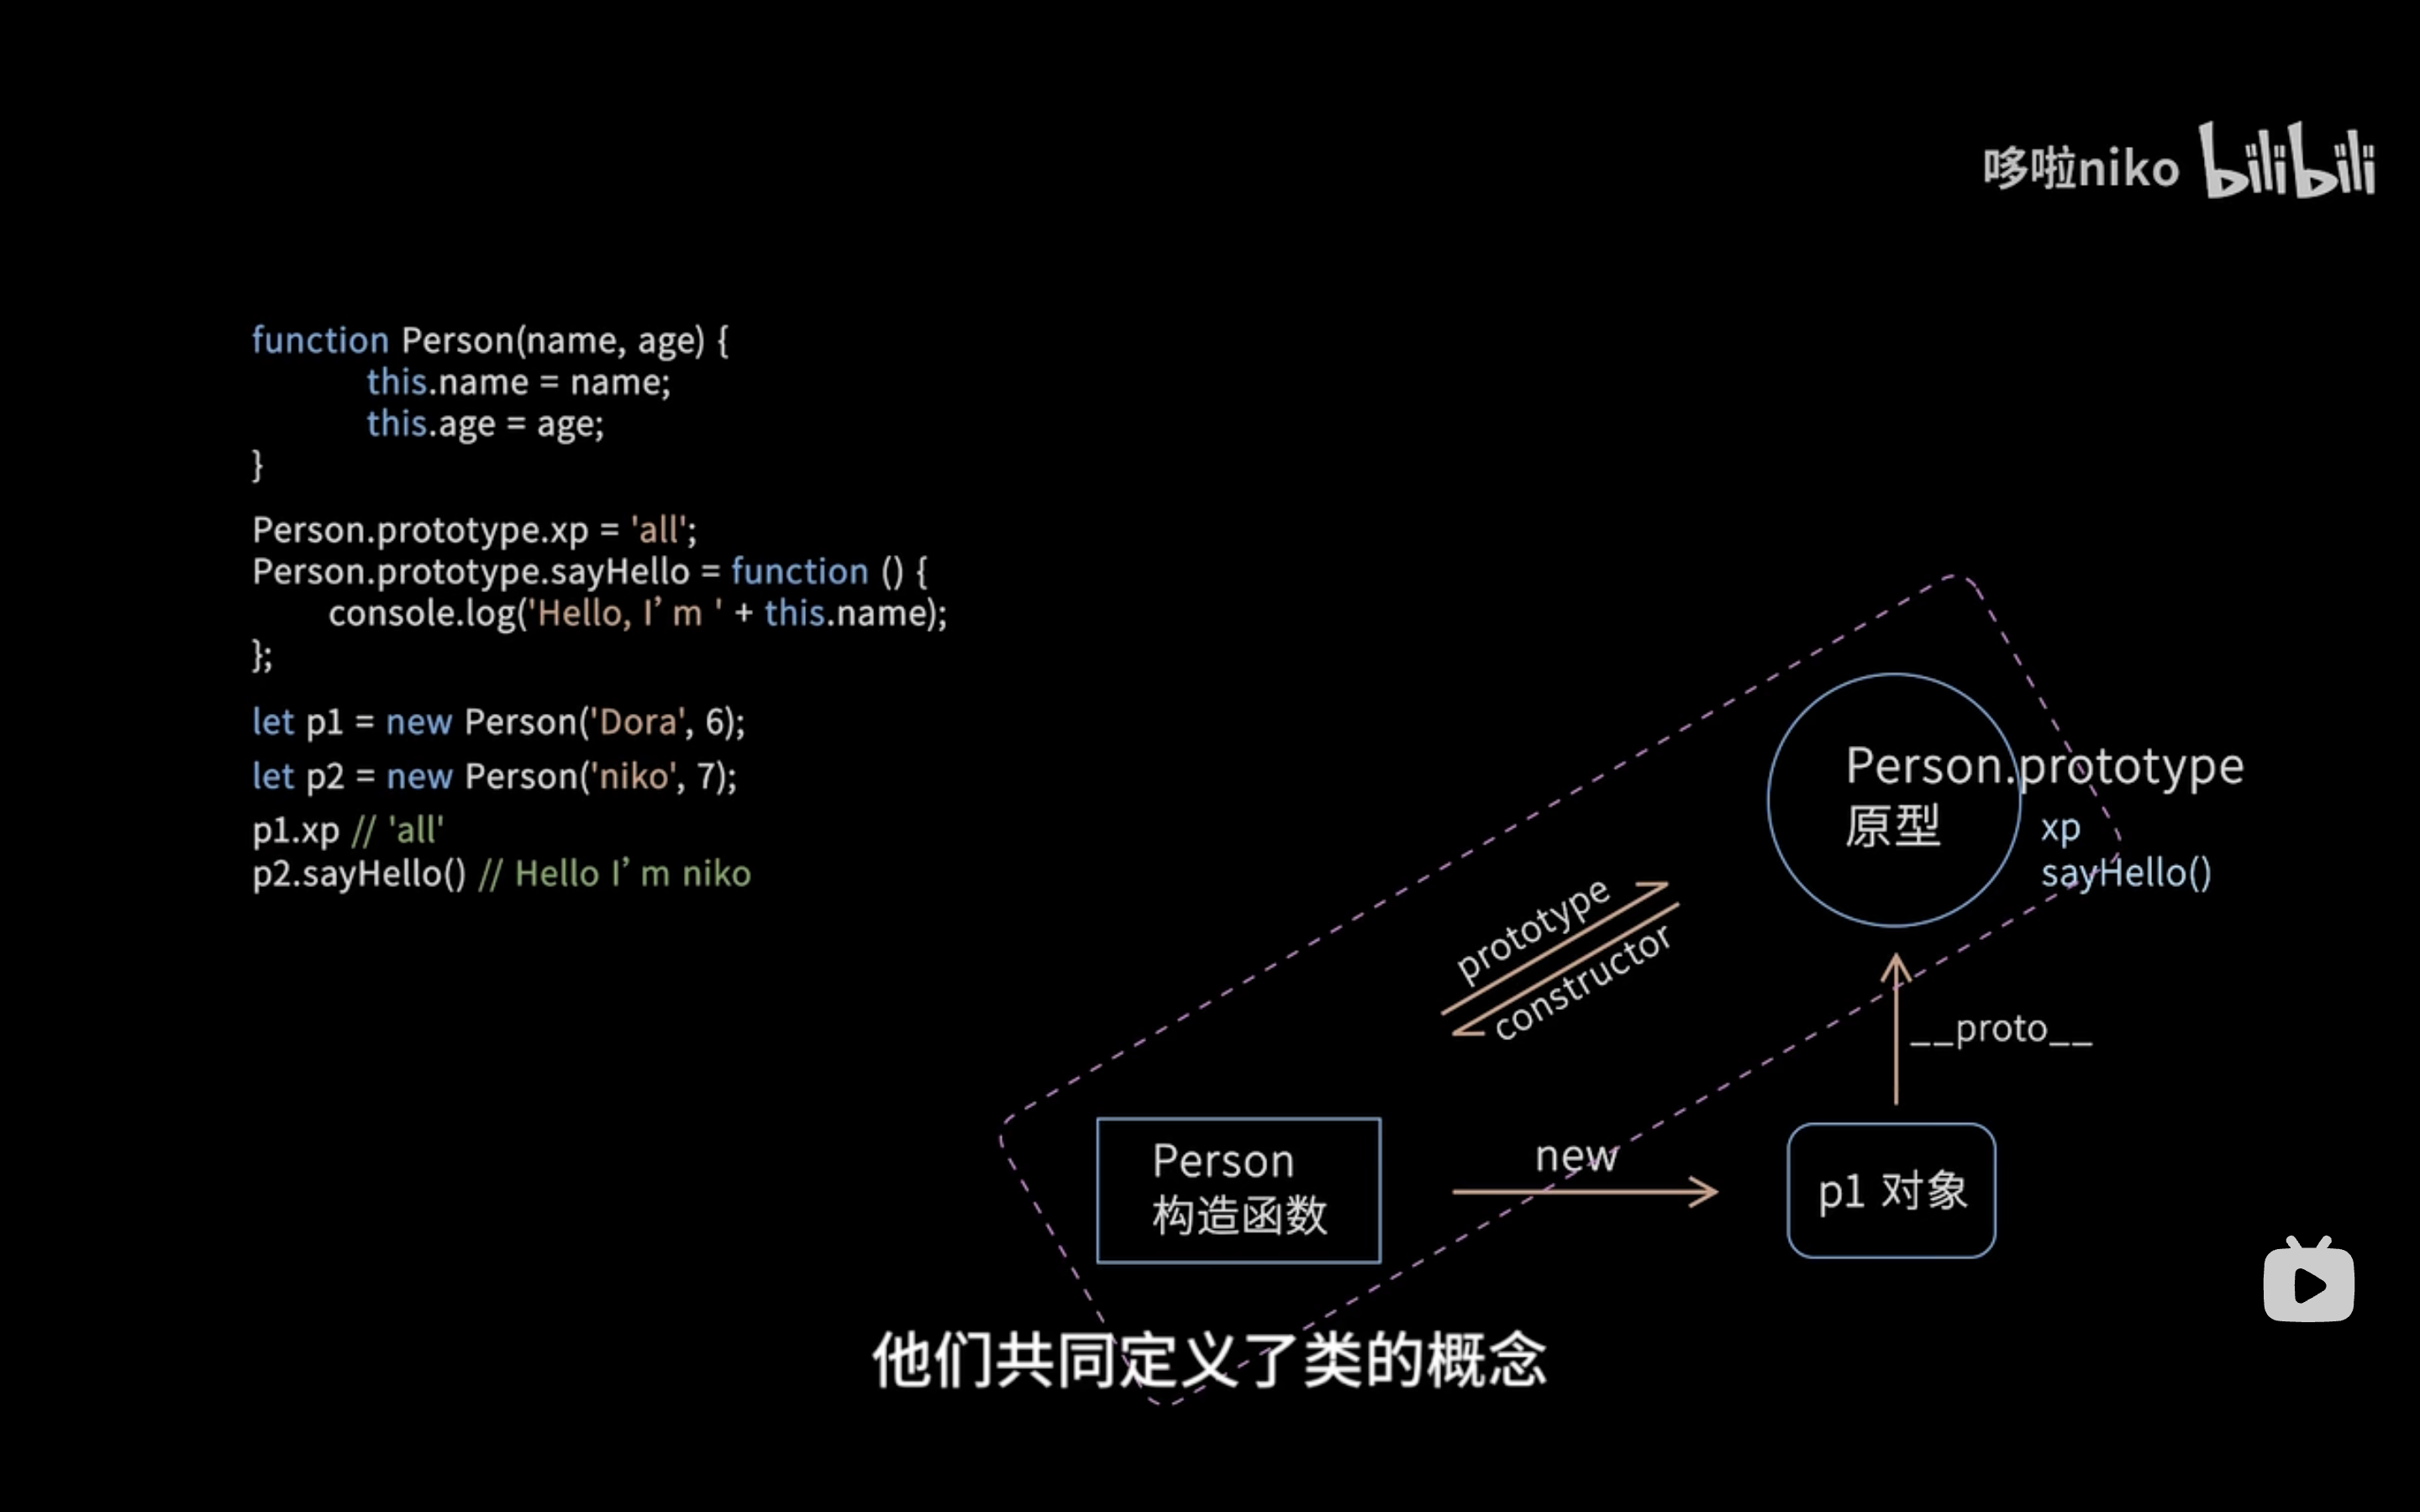 哆啦niko bilibili
function Person(name, age) {
this.name = name;
this.age = age;
}
Person.prototype.xp = 'all';
Person.prototype.sayHello = function () {
console.log('Hello, I’m ' + this.name);
};
let p1 = new Person('Dora', 6);
let p2 = new Person('niko', 7);
p1.xp // 'all'
p2.sayHello() // Hello I’m niko
Person.prototype
原型
xp
sayHello()
prototype
constructor
__proto__
Person
构造函数
new
p1 对象
他们共同定义了类的概念